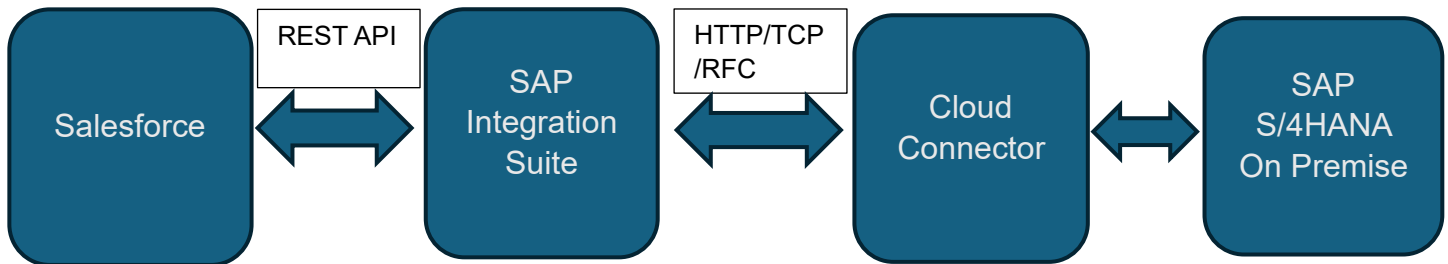 Salesforce
REST API
SAP
Integration
Suite
HTTP/TCP
/RFC
Cloud
Connector
SAP
S/4HANA
On Premise